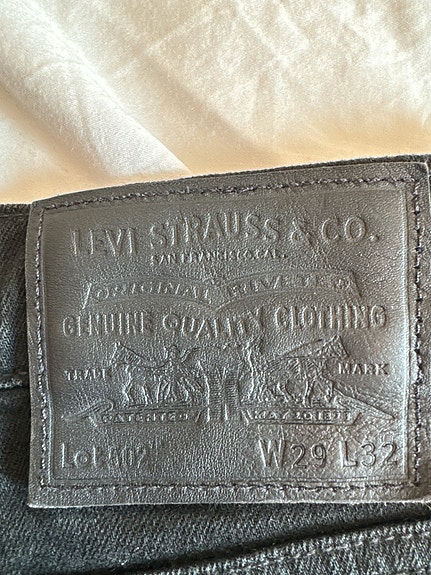 LEVI STRAUSS & CO.
SAN FRANCISCO, CAL.
ORIGINAL RIVETED
GENUINE QUALITY CLOTHING
TRADE MARK
PATENTED MAY 20 1873
Lot 502 W29 L32